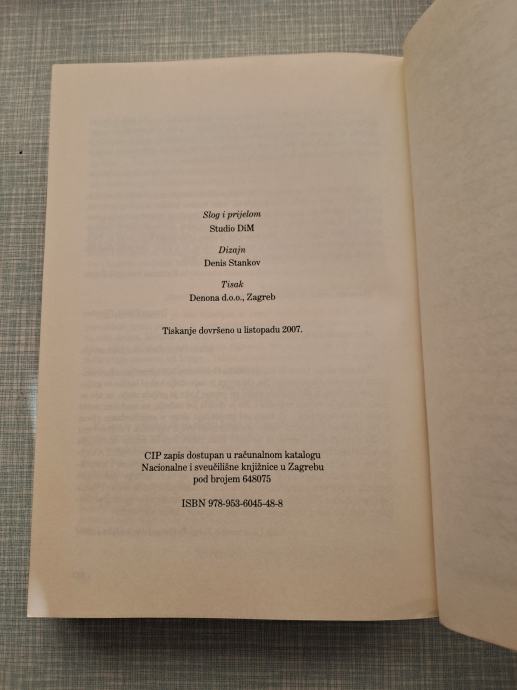 Slog i prijelom
Studio DiM
Dizajn
Denis Stankov
Tisak
Denona d.o.o., Zagreb
Tiskanje dovršeno u listopadu 2007.
CIP zapis dostupan u računalnom katalogu
Nacionalne i sveučilišne knjižnice u Zagrebu
pod brojem 648075
ISBN 978-953-6045-48-8